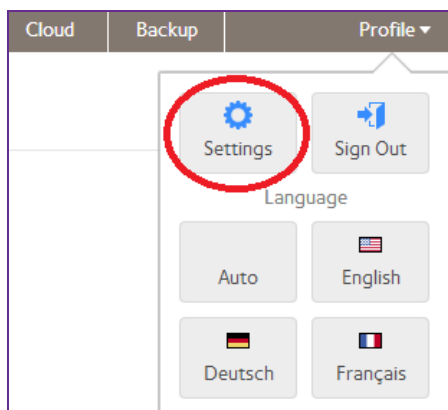 Cloud Backup Profile ▾
Settings Sign Out
Language
Auto English
Deutsch Français